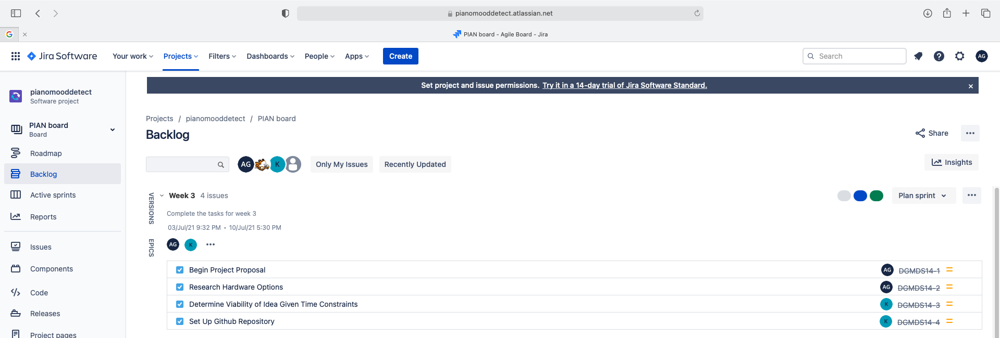 pianomooddetect.atlassian.net
PIAN board - Agile Board - Jira
Jira Software Your work Projects Filters Dashboards People Apps Create Search AG
Set project and issue permissions. Try it in a 14-day trial of Jira Software Standard.
pianomooddetect
Software project
PIAN board
Board
Roadmap
Backlog
Active sprints
Reports
Issues
Components
Code
Releases
Project pages
Projects / pianomooddetect / PIAN board
Backlog
Share
AG K Only My Issues Recently Updated
Insights
VERSIONS
EPICS
Week 3 4 issues
Plan sprint
Complete the tasks for week 3
03/Jul/21 9:32 PM • 10/Jul/21 5:30 PM
AG K
Begin Project Proposal AG DGMDS14-1
Research Hardware Options AG DGMDS14-2
Determine Viability of Idea Given Time Constraints K DGMDS14-3
Set Up Github Repository K DGMDS14-4